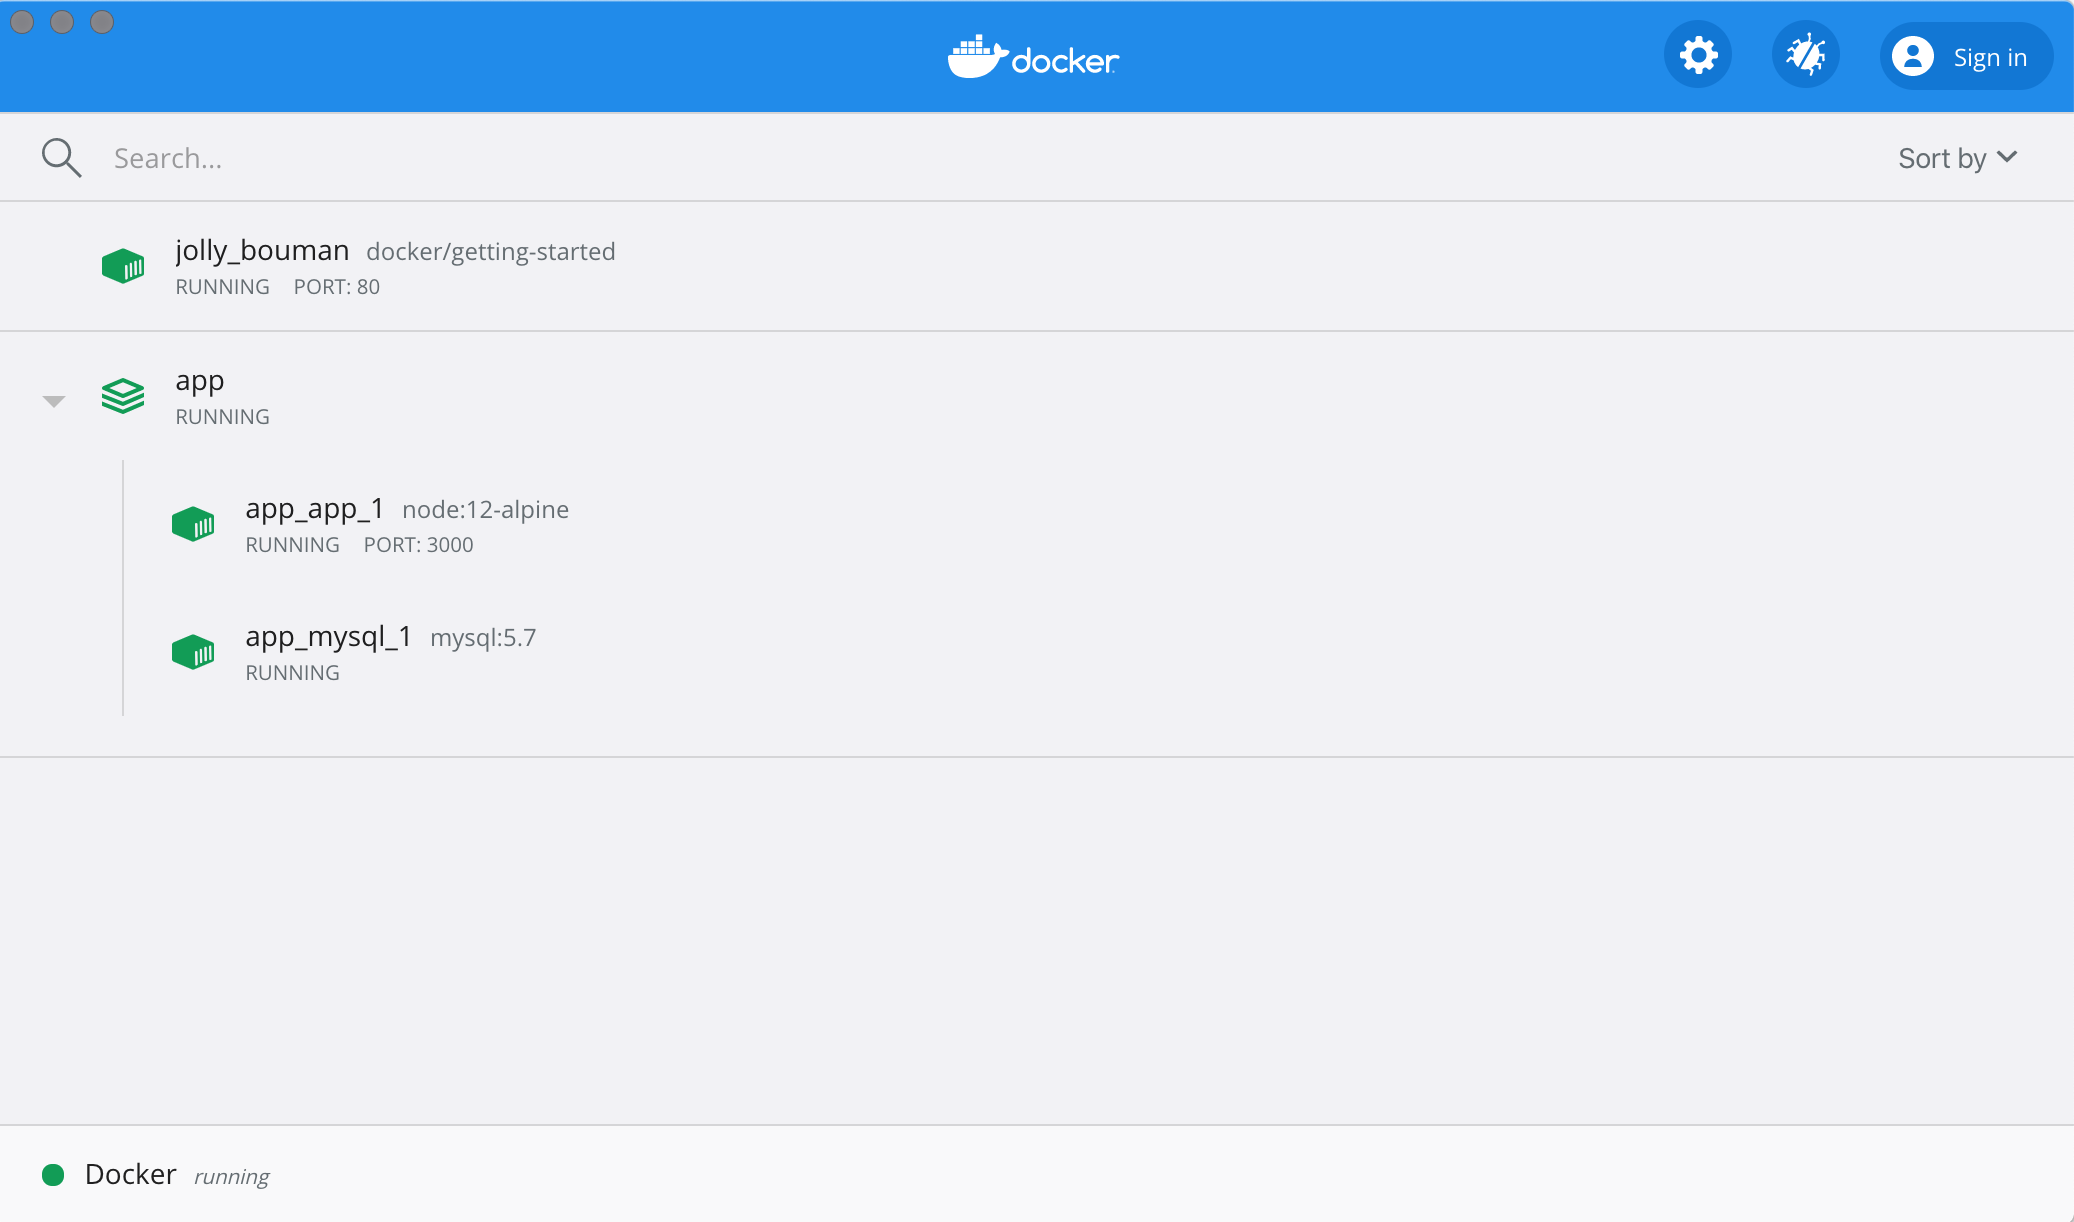 docker
Sign in
Search...
Sort by
jolly_bouman docker/getting-started
RUNNING PORT: 80
app
RUNNING
app_app_1 node:12-alpine
RUNNING PORT: 3000
app_mysql_1 mysql:5.7
RUNNING
Docker running